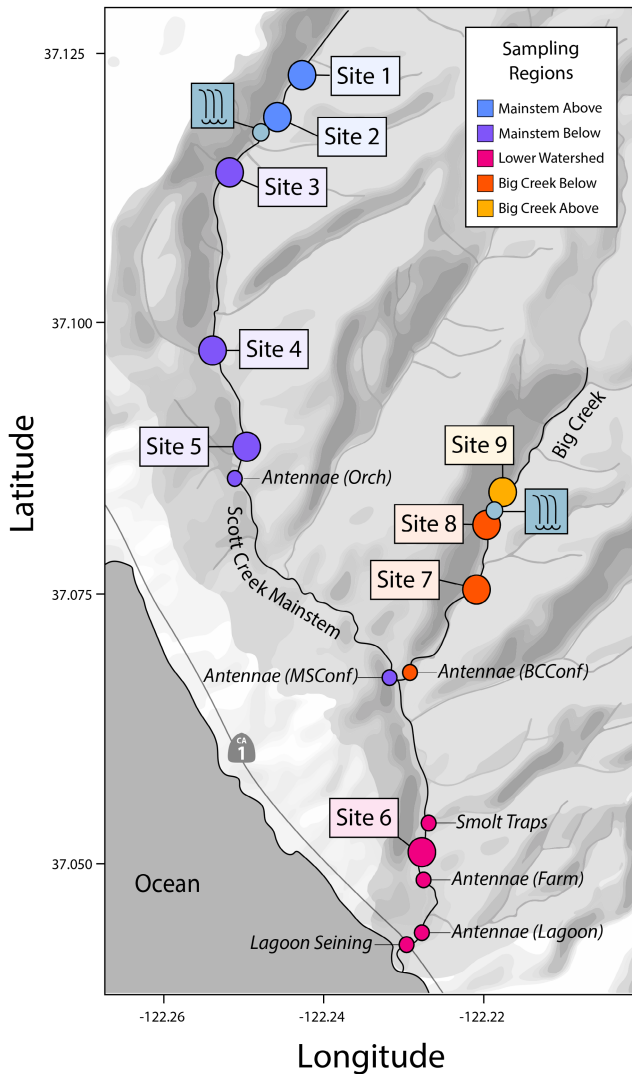 37.125
37.100
37.075
37.050
Latitude
Sampling
Regions
Mainstem Above
Mainstem Below
Lower Watershed
Big Creek Below
Big Creek Above
Site 1
Site 2
Site 3
Site 4
Site 5
Antennae (Orch)
Scott Creek Mainstem
Big Creek
Site 9
Site 8
Site 7
Antennae (MSConf)
Antennae (BCConf)
CA
1
Site 6
Smolt Traps
Antennae (Farm)
Ocean
Antennae (Lagoon)
Lagoon Seining
-122.26
-122.24
-122.22
Longitude